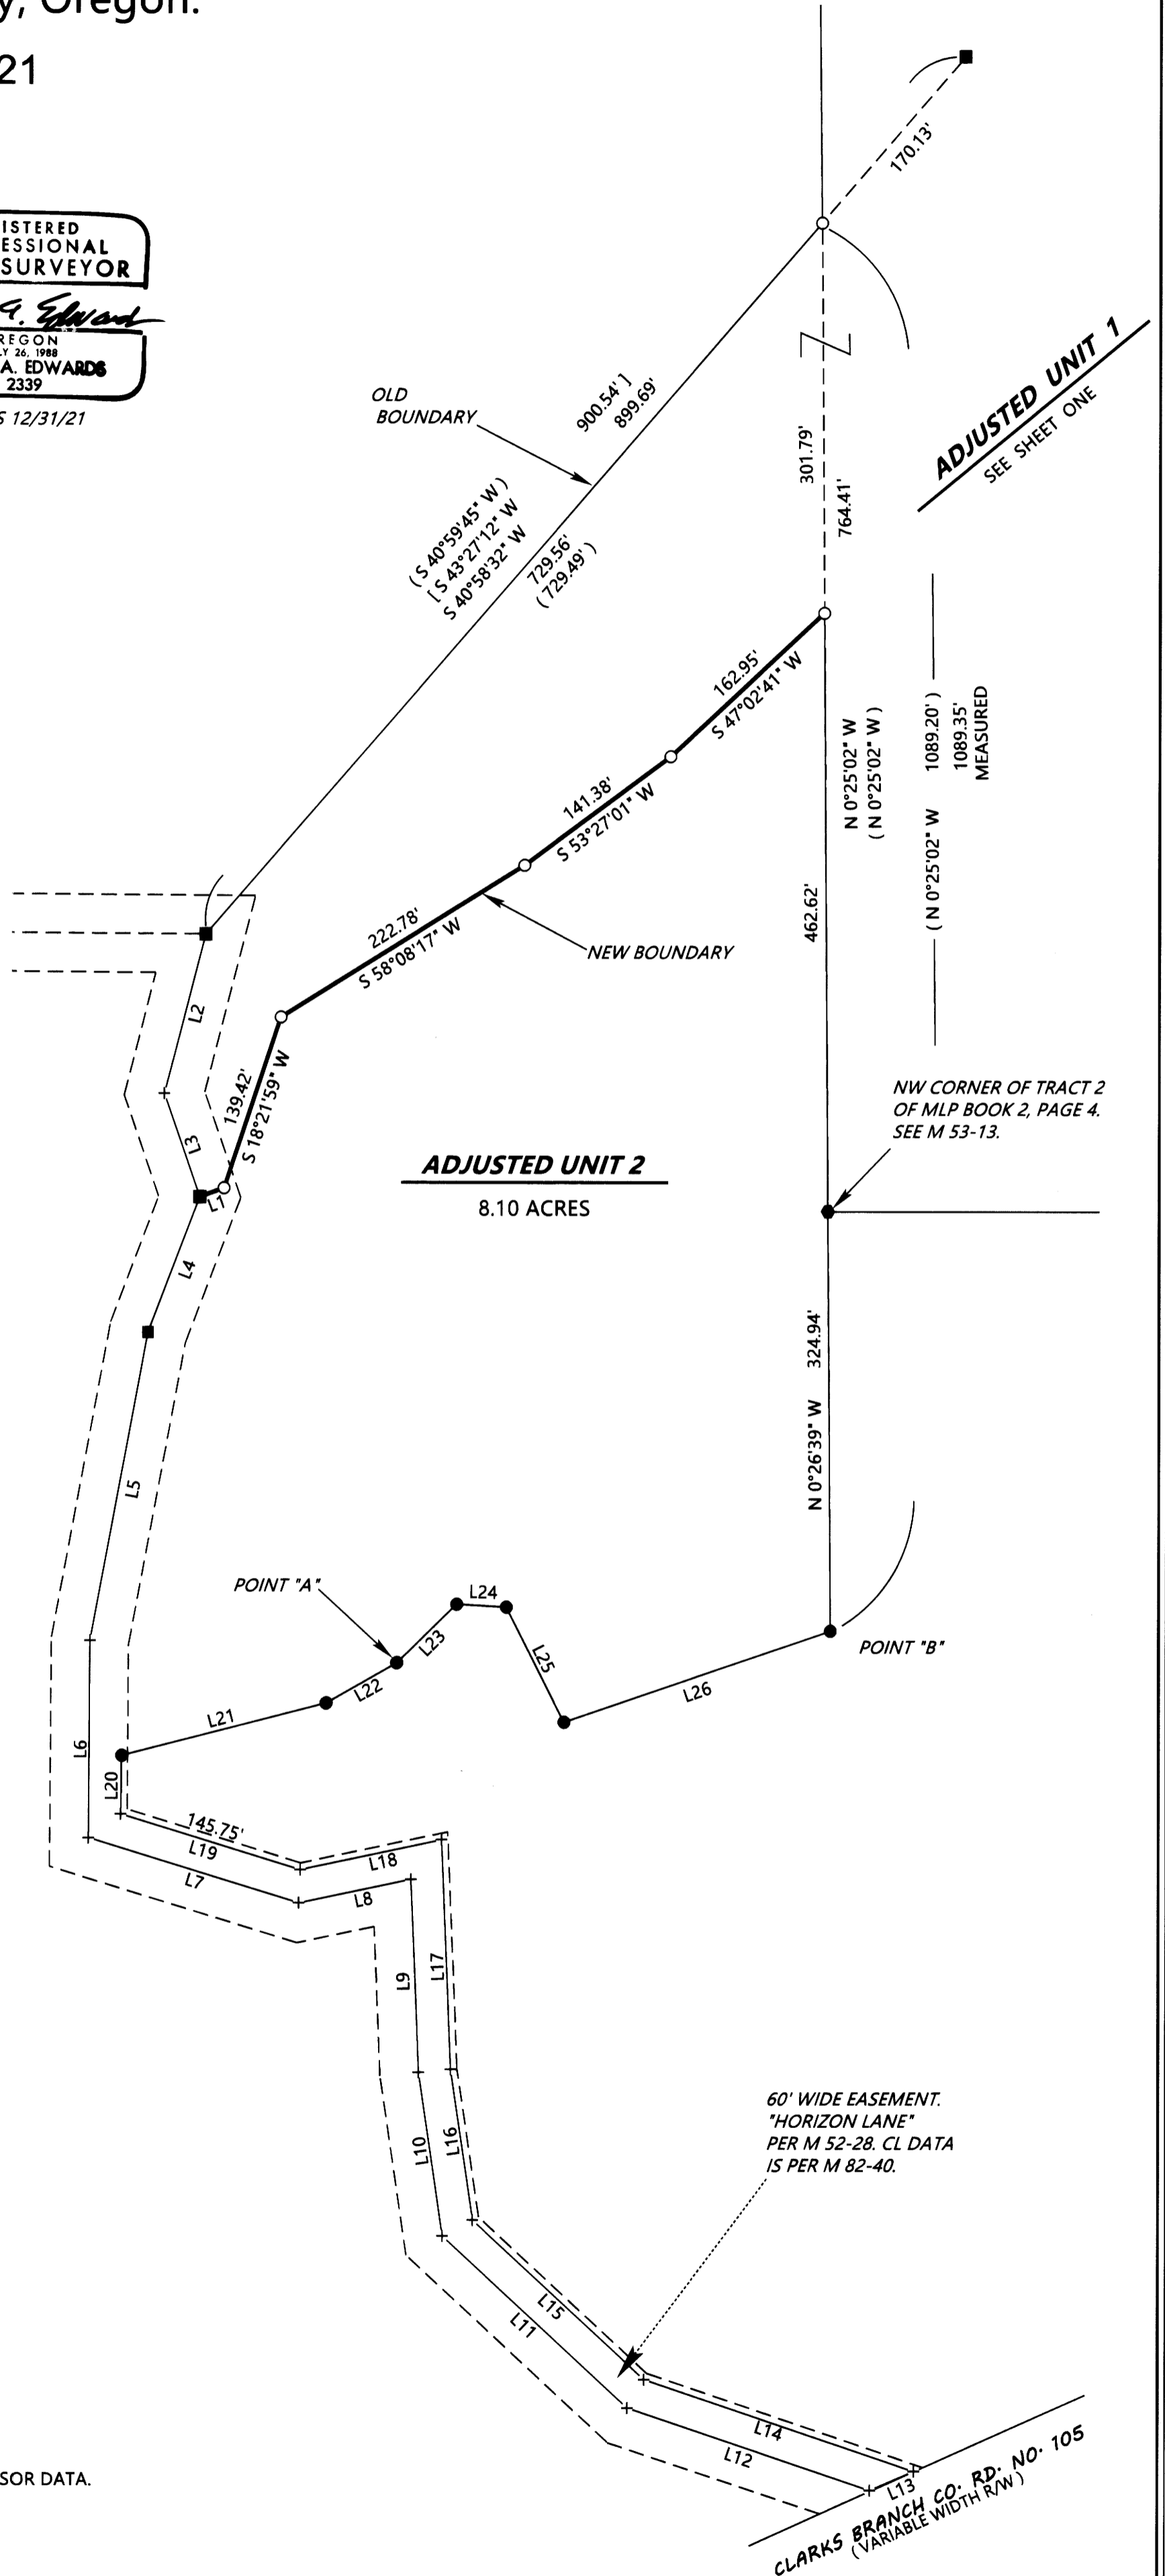 y, Oregon.
21
ISTERED
ESSIONAL
SURVEYOR
REGON
Y 26, 1988
A. EDWARDS
2339
S 12/31/21
170.13'
OLD
BOUNDARY
900.54' ]
899.69'
( S 40°59'45" W )
[ S 43°27'12" W
S 40°58'32" W
729.56'
( 729.49' )
301.79'
764.41'
ADJUSTED UNIT 1
SEE SHEET ONE
162.95'
S 47°02'41" W
141.38'
S 53°27'01" W
222.78'
S 58°08'17" W
NEW BOUNDARY
N 0°25'02" W
( N 0°25'02" W )
( N 0°25'02" W 1089.20' )
1089.35'
MEASURED
462.62'
L2
139.42'
S 18°21'59" W
L3
L1
ADJUSTED UNIT 2
8.10 ACRES
NW CORNER OF TRACT 2
OF MLP BOOK 2, PAGE 4.
SEE M 53-13.
L4
N 0°26'39" W 324.94'
L5
POINT "A"
L24
L23
L25
L22
L26
POINT "B"
L21
L6
L20
145.75'
L19
L18
L7
L8
L9
L17
L10
L16
60' WIDE EASEMENT.
"HORIZON LANE"
PER M 52-28. CL DATA
IS PER M 82-40.
L15
L11
L14
L12
L13
CLARKS BRANCH CO. RD. NO. 105
( VARIABLE WIDTH R/W )
SOR DATA.